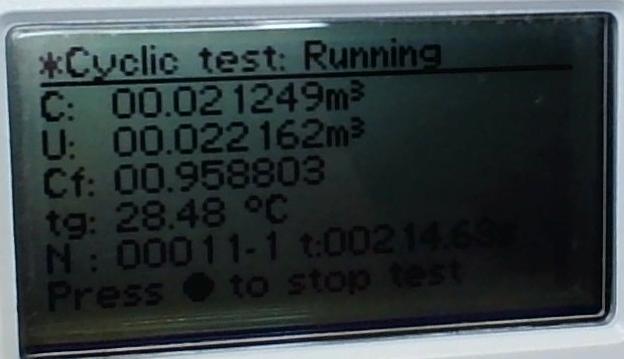 *Cyclic test: Running
C: 00.021249m³
U: 00.022162m³
Cf: 00.958803
tg: 28.48 °C
N : 00011-1 t:00214.63s
Press ● to stop test